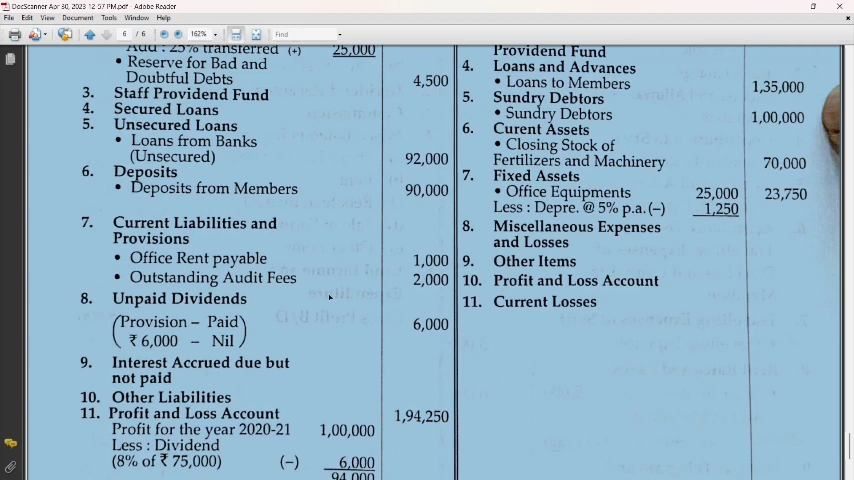 DocScanner Apr 30, 2023 12-57 PM.pdf - Adobe Reader
File Edit View Document Tools Window Help
6 / 6 162% Find
Add : 25% transferred (+) 25,000
• Reserve for Bad and
Doubtful Debts 4,500
3. Staff Provident Fund
4. Secured Loans
5. Unsecured Loans
• Loans from Banks
(Unsecured) 92,000
6. Deposits
• Deposits from Members 90,000
7. Current Liabilities and
Provisions
• Office Rent payable 1,000
• Outstanding Audit Fees 2,000
8. Unpaid Dividends
(Provision – Paid
₹ 6,000 – Nil) 6,000
9. Interest Accrued due but
not paid
10. Other Liabilities
11. Profit and Loss Account 1,94,250
Profit for the year 2020-21 1,00,000
Less : Dividend
(8% of ₹ 75,000) (–) 6,000
94,000
Providend Fund
4. Loans and Advances
• Loans to Members 1,35,000
5. Sundry Debtors
• Sundry Debtors 1,00,000
6. Curent Assets
• Closing Stock of
Fertilizers and Machinery 70,000
7. Fixed Assets
• Office Equipments 25,000 23,750
Less : Depre. @ 5% p.a.(–) 1,250
8. Miscellaneous Expenses
and Losses
9. Other Items
10. Profit and Loss Account
11. Current Losses